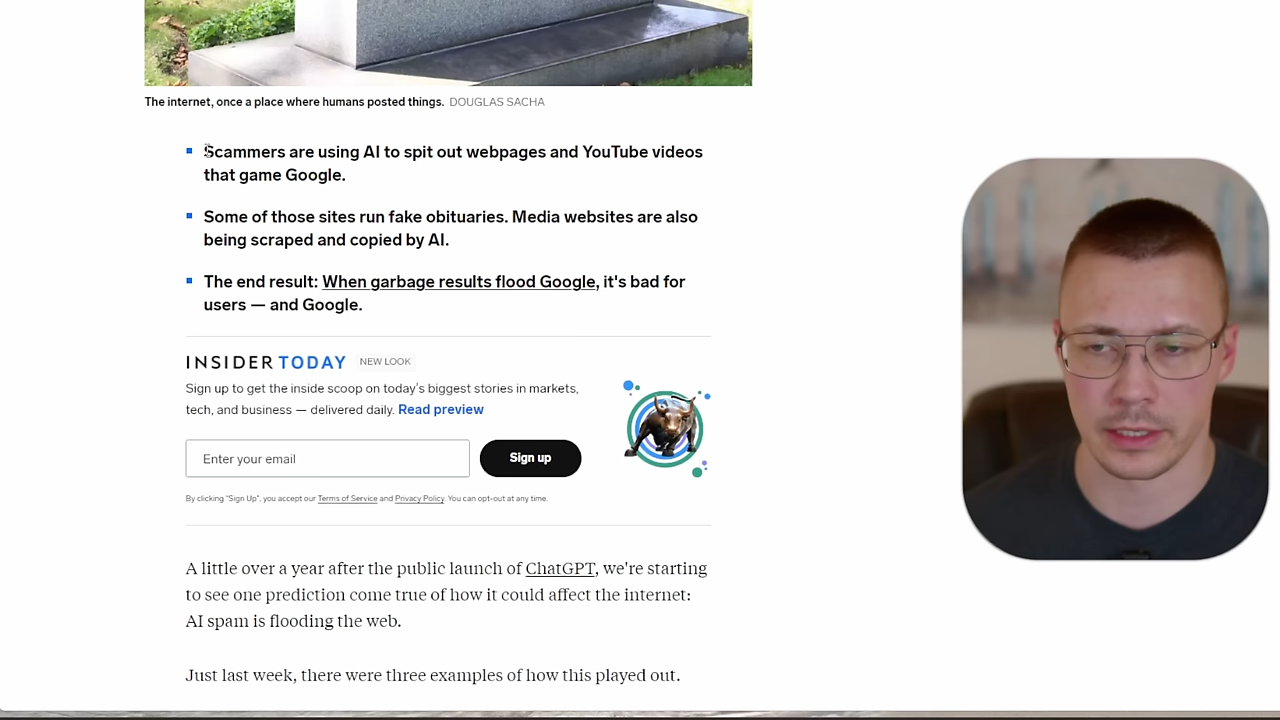 The internet, once a place where humans posted things. DOUGLAS SACHA
Scammers are using AI to spit out webpages and YouTube videos
that game Google.
Some of those sites run fake obituaries. Media websites are also
being scraped and copied by AI.
The end result: When garbage results flood Google, it's bad for
users — and Google.
INSIDER TODAY NEW LOOK
Sign up to get the inside scoop on today's biggest stories in markets,
tech, and business — delivered daily. Read preview
Enter your email
Sign up
By clicking "Sign Up", you accept our Terms of Service and Privacy Policy. You can opt-out at any time.
A little over a year after the public launch of ChatGPT, we're starting
to see one prediction come true of how it could affect the internet:
AI spam is flooding the web.
Just last week, there were three examples of how this played out.